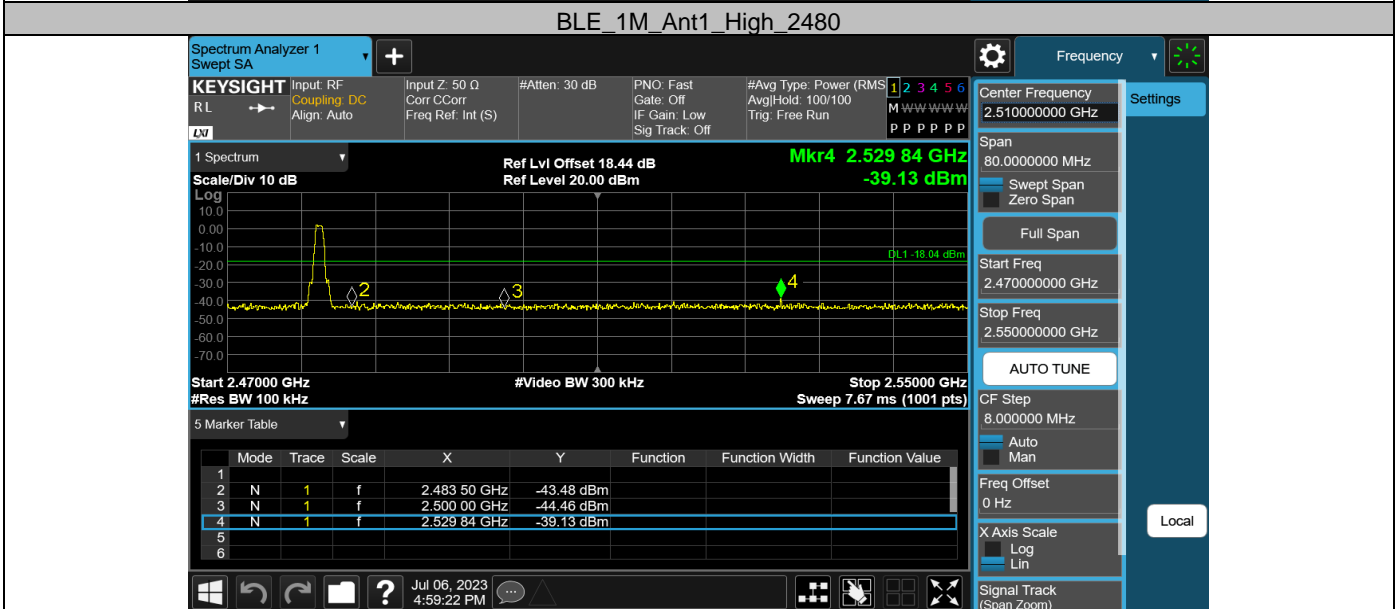 BLE_1M_Ant1_High_2480
Spectrum Analyzer 1
Swept SA
+
Frequency
KEYSIGHT
RL
LXI
Input: RF
Coupling: DC
Align: Auto
Input Z: 50 Ω
Corr CCorr
Freq Ref: Int (S)
#Atten: 30 dB
PNO: Fast
Gate: Off
IF Gain: Low
Sig Track: Off
#Avg Type: Power (RMS
Avg|Hold: 100/100
Trig: Free Run
1 2 3 4 5 6
M W W W W W
P P P P P P
1 Spectrum
Scale/Div 10 dB
Ref Lvl Offset 18.44 dB
Ref Level 20.00 dBm
Mkr4 2.529 84 GHz
-39.13 dBm
Log
10.0
0.00
-10.0
-20.0
-30.0
-40.0
-50.0
-60.0
-70.0
DL1 -18.04 dBm
2
3
4
Start 2.47000 GHz
#Video BW 300 kHz
Stop 2.55000 GHz
#Res BW 100 kHz
Sweep 7.67 ms (1001 pts)
5 Marker Table
Mode Trace Scale X Y Function Function Width Function Value
1
2 N 1 f 2.483 50 GHz -43.48 dBm
3 N 1 f 2.500 00 GHz -44.46 dBm
4 N 1 f 2.529 84 GHz -39.13 dBm
5
6
Center Frequency
2.510000000 GHz
Settings
Span
80.0000000 MHz
Swept Span
Zero Span
Full Span
Start Freq
2.470000000 GHz
Stop Freq
2.550000000 GHz
AUTO TUNE
CF Step
8.000000 MHz
Auto
Man
Freq Offset
0 Hz
X Axis Scale
Log
Lin
Signal Track
(Span Zoom)
Local
?
Jul 06, 2023
4:59:22 PM